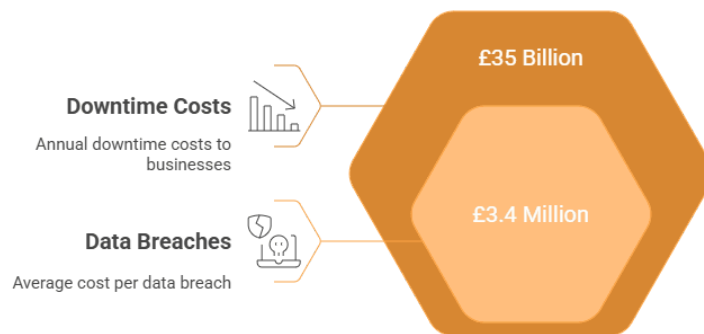 £35 Billion
Downtime Costs
Annual downtime costs to
businesses
£3.4 Million
Data Breaches
Average cost per data breach